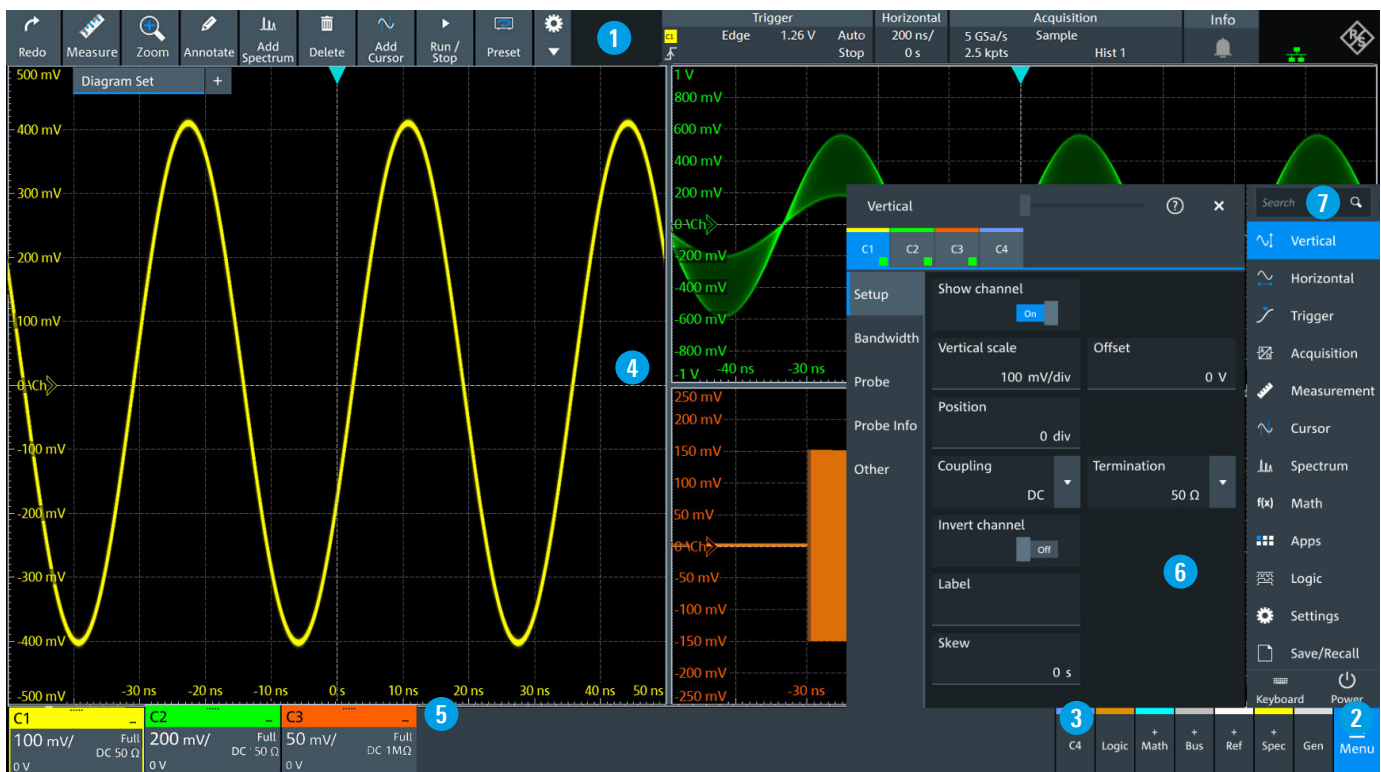 Redo
Measure
Zoom
Annotate
Add Spectrum
Delete
Add Cursor
Run / Stop
Preset
1
C1
Trigger
Edge 1.26 V Auto
Stop
Horizontal
200 ns/
0 s
Acquisition
5 GSa/s Sample
2.5 kpts Hist 1
Info
R&S
Diagram Set +
500 mV
400 mV
300 mV
200 mV
100 mV
Ch
-100 mV
-200 mV
-300 mV
-400 mV
-500 mV
-30 ns -20 ns -10 ns 0 s 10 ns 20 ns 30 ns 40 ns 50 ns
4
1 V
800 mV
600 mV
400 mV
200 mV
0 Ch
-200 mV
-400 mV
-600 mV
-800 mV
-1 V
-40 ns -30 ns
250 mV
200 mV
150 mV
100 mV
50 mV
Ch
-50 mV
-100 mV
-150 mV
-200 mV
-250 mV
-30 ns
Vertical ? ×
C1 C2 C3 C4
Setup
Bandwidth
Probe
Probe Info
Other
Show channel
On
Vertical scale
100 mV/div
Offset
0 V
Position
0 div
Coupling
DC
Termination
50 Ω
Invert channel
Off
Label
Skew
0 s
6
Search
7
Vertical
Horizontal
Trigger
Acquisition
Measurement
Cursor
Spectrum
f(x) Math
Apps
Logic
Settings
Save/Recall
Keyboard Power
C1
100 mV/ Full
DC 50 Ω
0 V
C2
200 mV/ Full
DC 50 Ω
0 V
C3
50 mV/ Full
DC 1MΩ
0 V
5
3
C4
Logic
+ Math
+ Bus
+ Ref
+ Spec
Gen
2
Menu